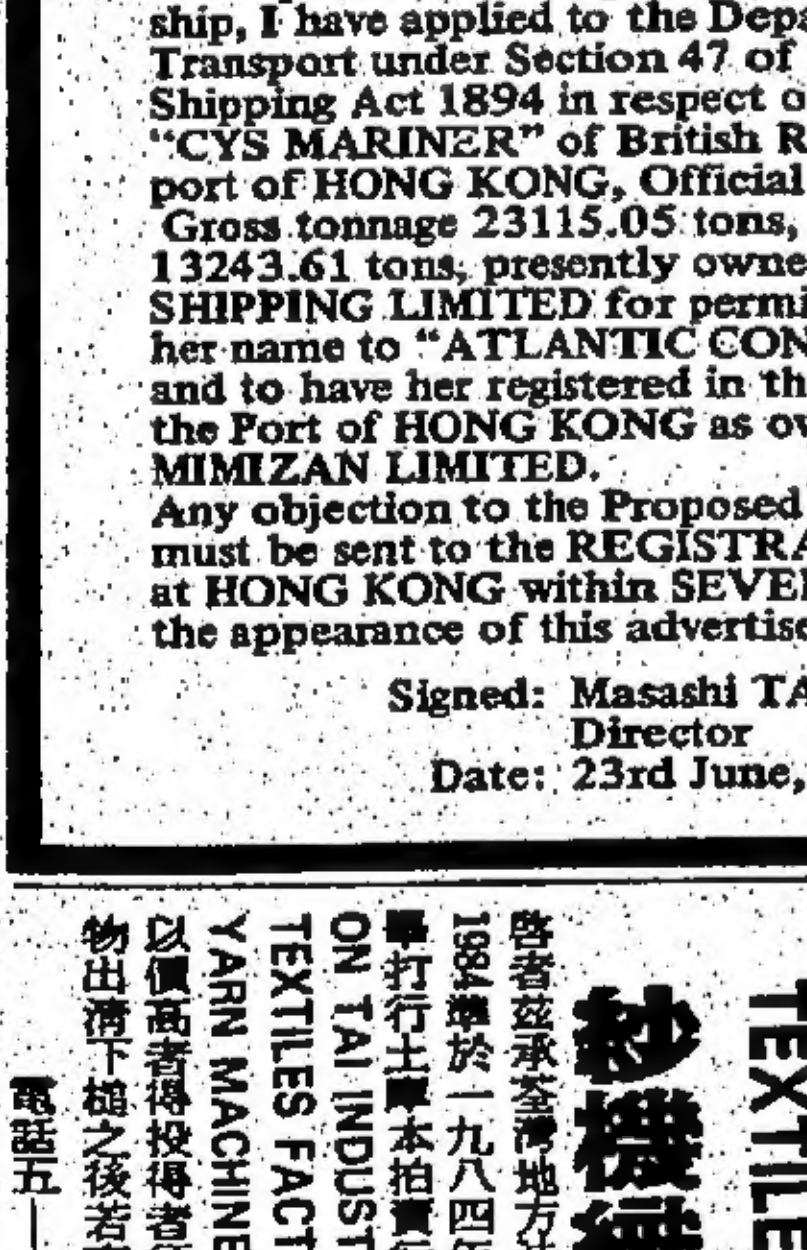 ship, I have applied to the Depa
Transport under Section 47 of
Shipping Act 1894 in respect o
"CYS MARINER" of British R
port of HONG KONG, Official
Gross tonnage 23115.05 tons,
13243.61 tons, presently owne
SHIPPING LIMITED for permi
her name to "ATLANTIC CON
and to have her registered in th
the Port of HONG KONG as ov
MIMIZAN LIMITED.
Any objection to the Proposed
must be sent to the REGISTRA
at HONG KONG within SEVE
the appearance of this advertise
Signed: Masashi TA
Director
Date: 23rd June,
TEXTILE
紗機
啓者茲承荃灣地方
1984準於一九八四年
打行士本拍賣
ON TAI INDUST
TEXTILES FACT
YARN MACHINE
以價高者得投得者
物出清下槌之後若
電話五一